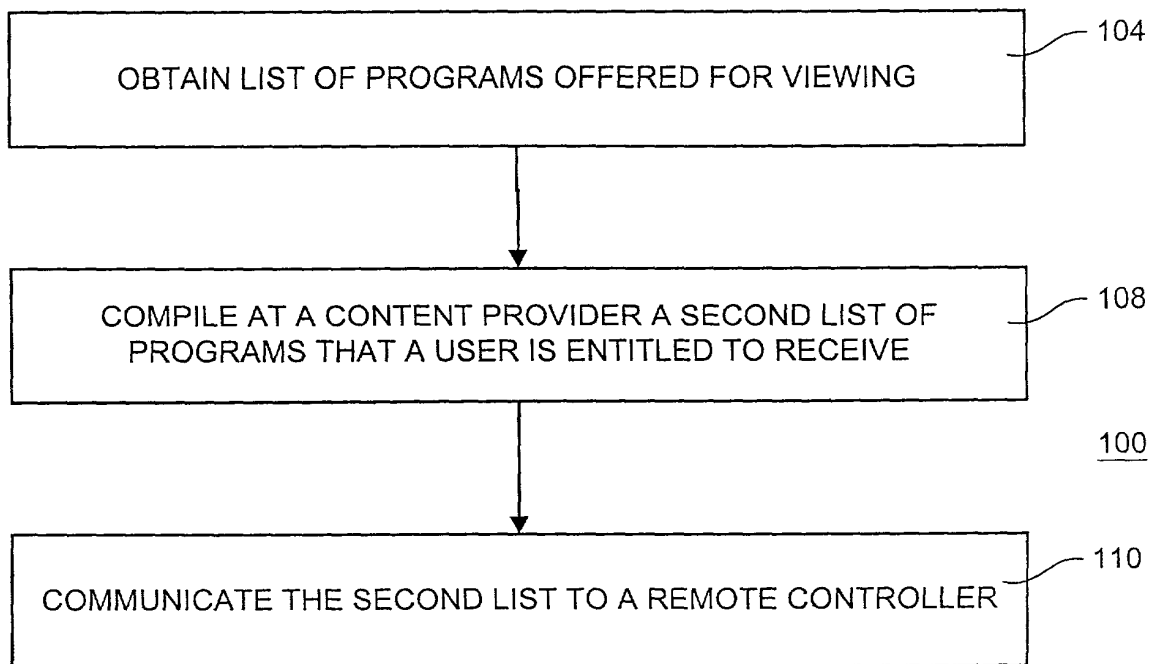 OBTAIN LIST OF PROGRAMS OFFERED FOR VIEWING
104
COMPILE AT A CONTENT PROVIDER A SECOND LIST OF
PROGRAMS THAT A USER IS ENTITLED TO RECEIVE
108
100
COMMUNICATE THE SECOND LIST TO A REMOTE CONTROLLER
110